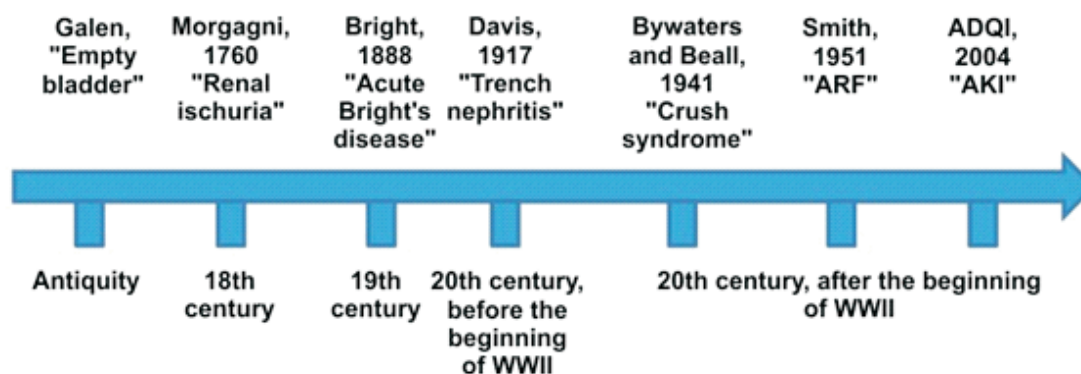 Galen,
"Empty
bladder"
Morgagni,
1760
"Renal
ischuria"
Bright,
1888
"Acute
Bright's
disease"
Davis,
1917
"Trench
nephritis"
Bywaters
and Beall,
1941
"Crush
syndrome"
Smith,
1951
"ARF"
ADQI,
2004
"AKI"
Antiquity
18th
century
19th
century
20th century,
before the
beginning
of WWII
20th century, after the beginning
of WWII